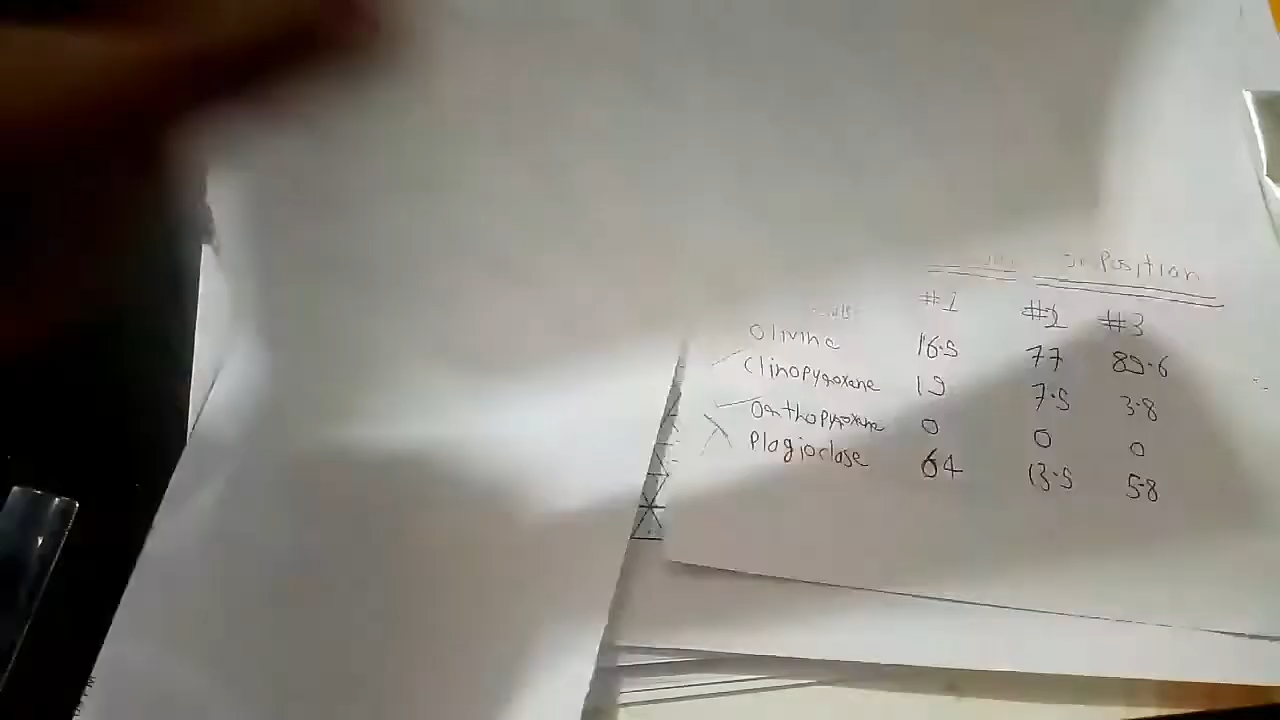 Position
#1 #2 #3
Olivine 16.5 77 89.6
Clinopyroxene 19 7.5 3.8
Orthopyroxene 0 0 0
Plagioclase 64 13.5 5.8